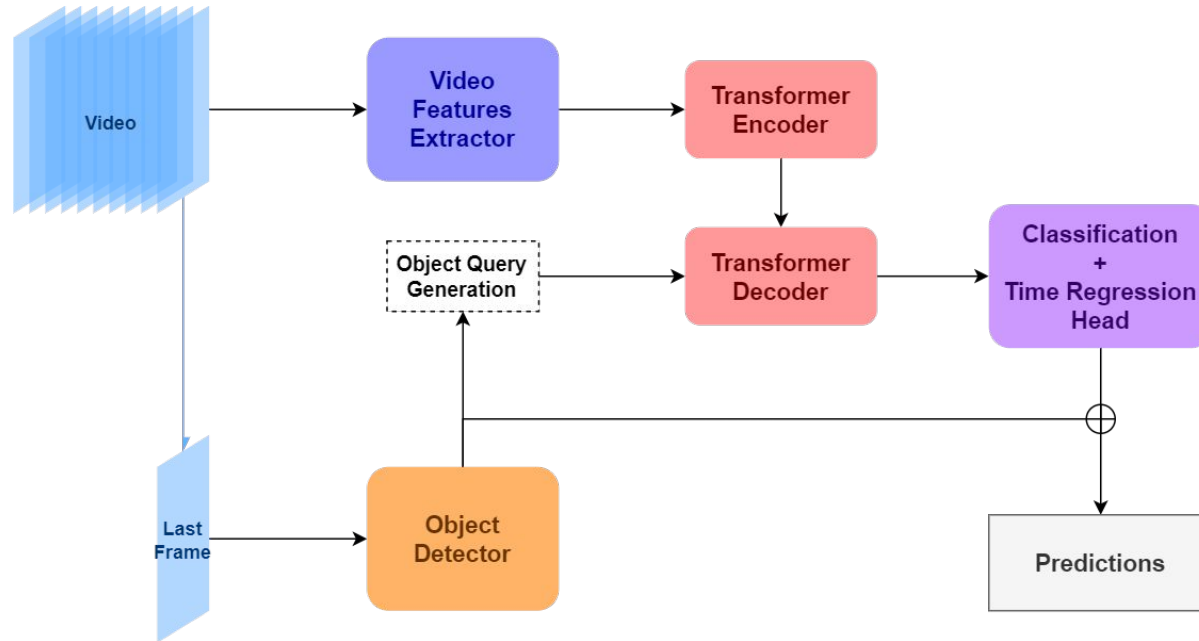 Video
Video
Features
Extractor
Transformer
Encoder
Object Query
Generation
Transformer
Decoder
Classification
+
Time Regression
Head
Last
Frame
Object
Detector
Predictions